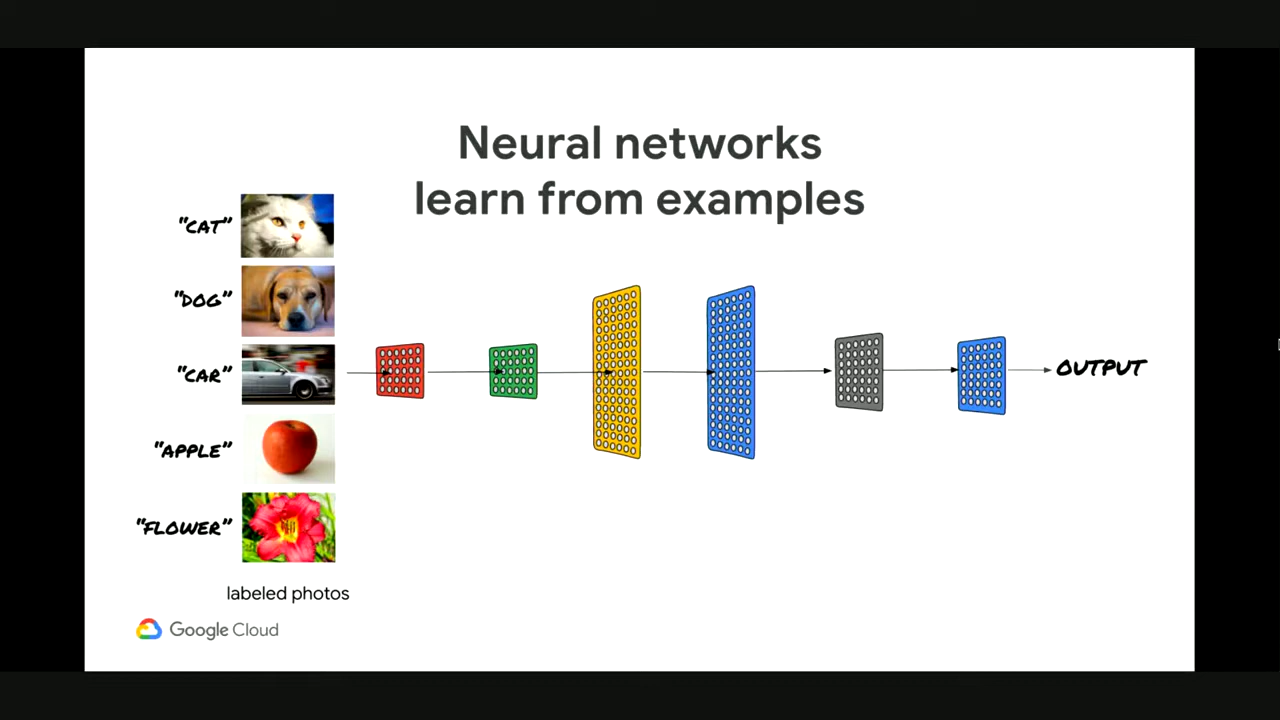 Neural networks
learn from examples
“CAT”
“DOG”
“CAR”
“APPLE”
“FLOWER”
OUTPUT
labeled photos
Google Cloud